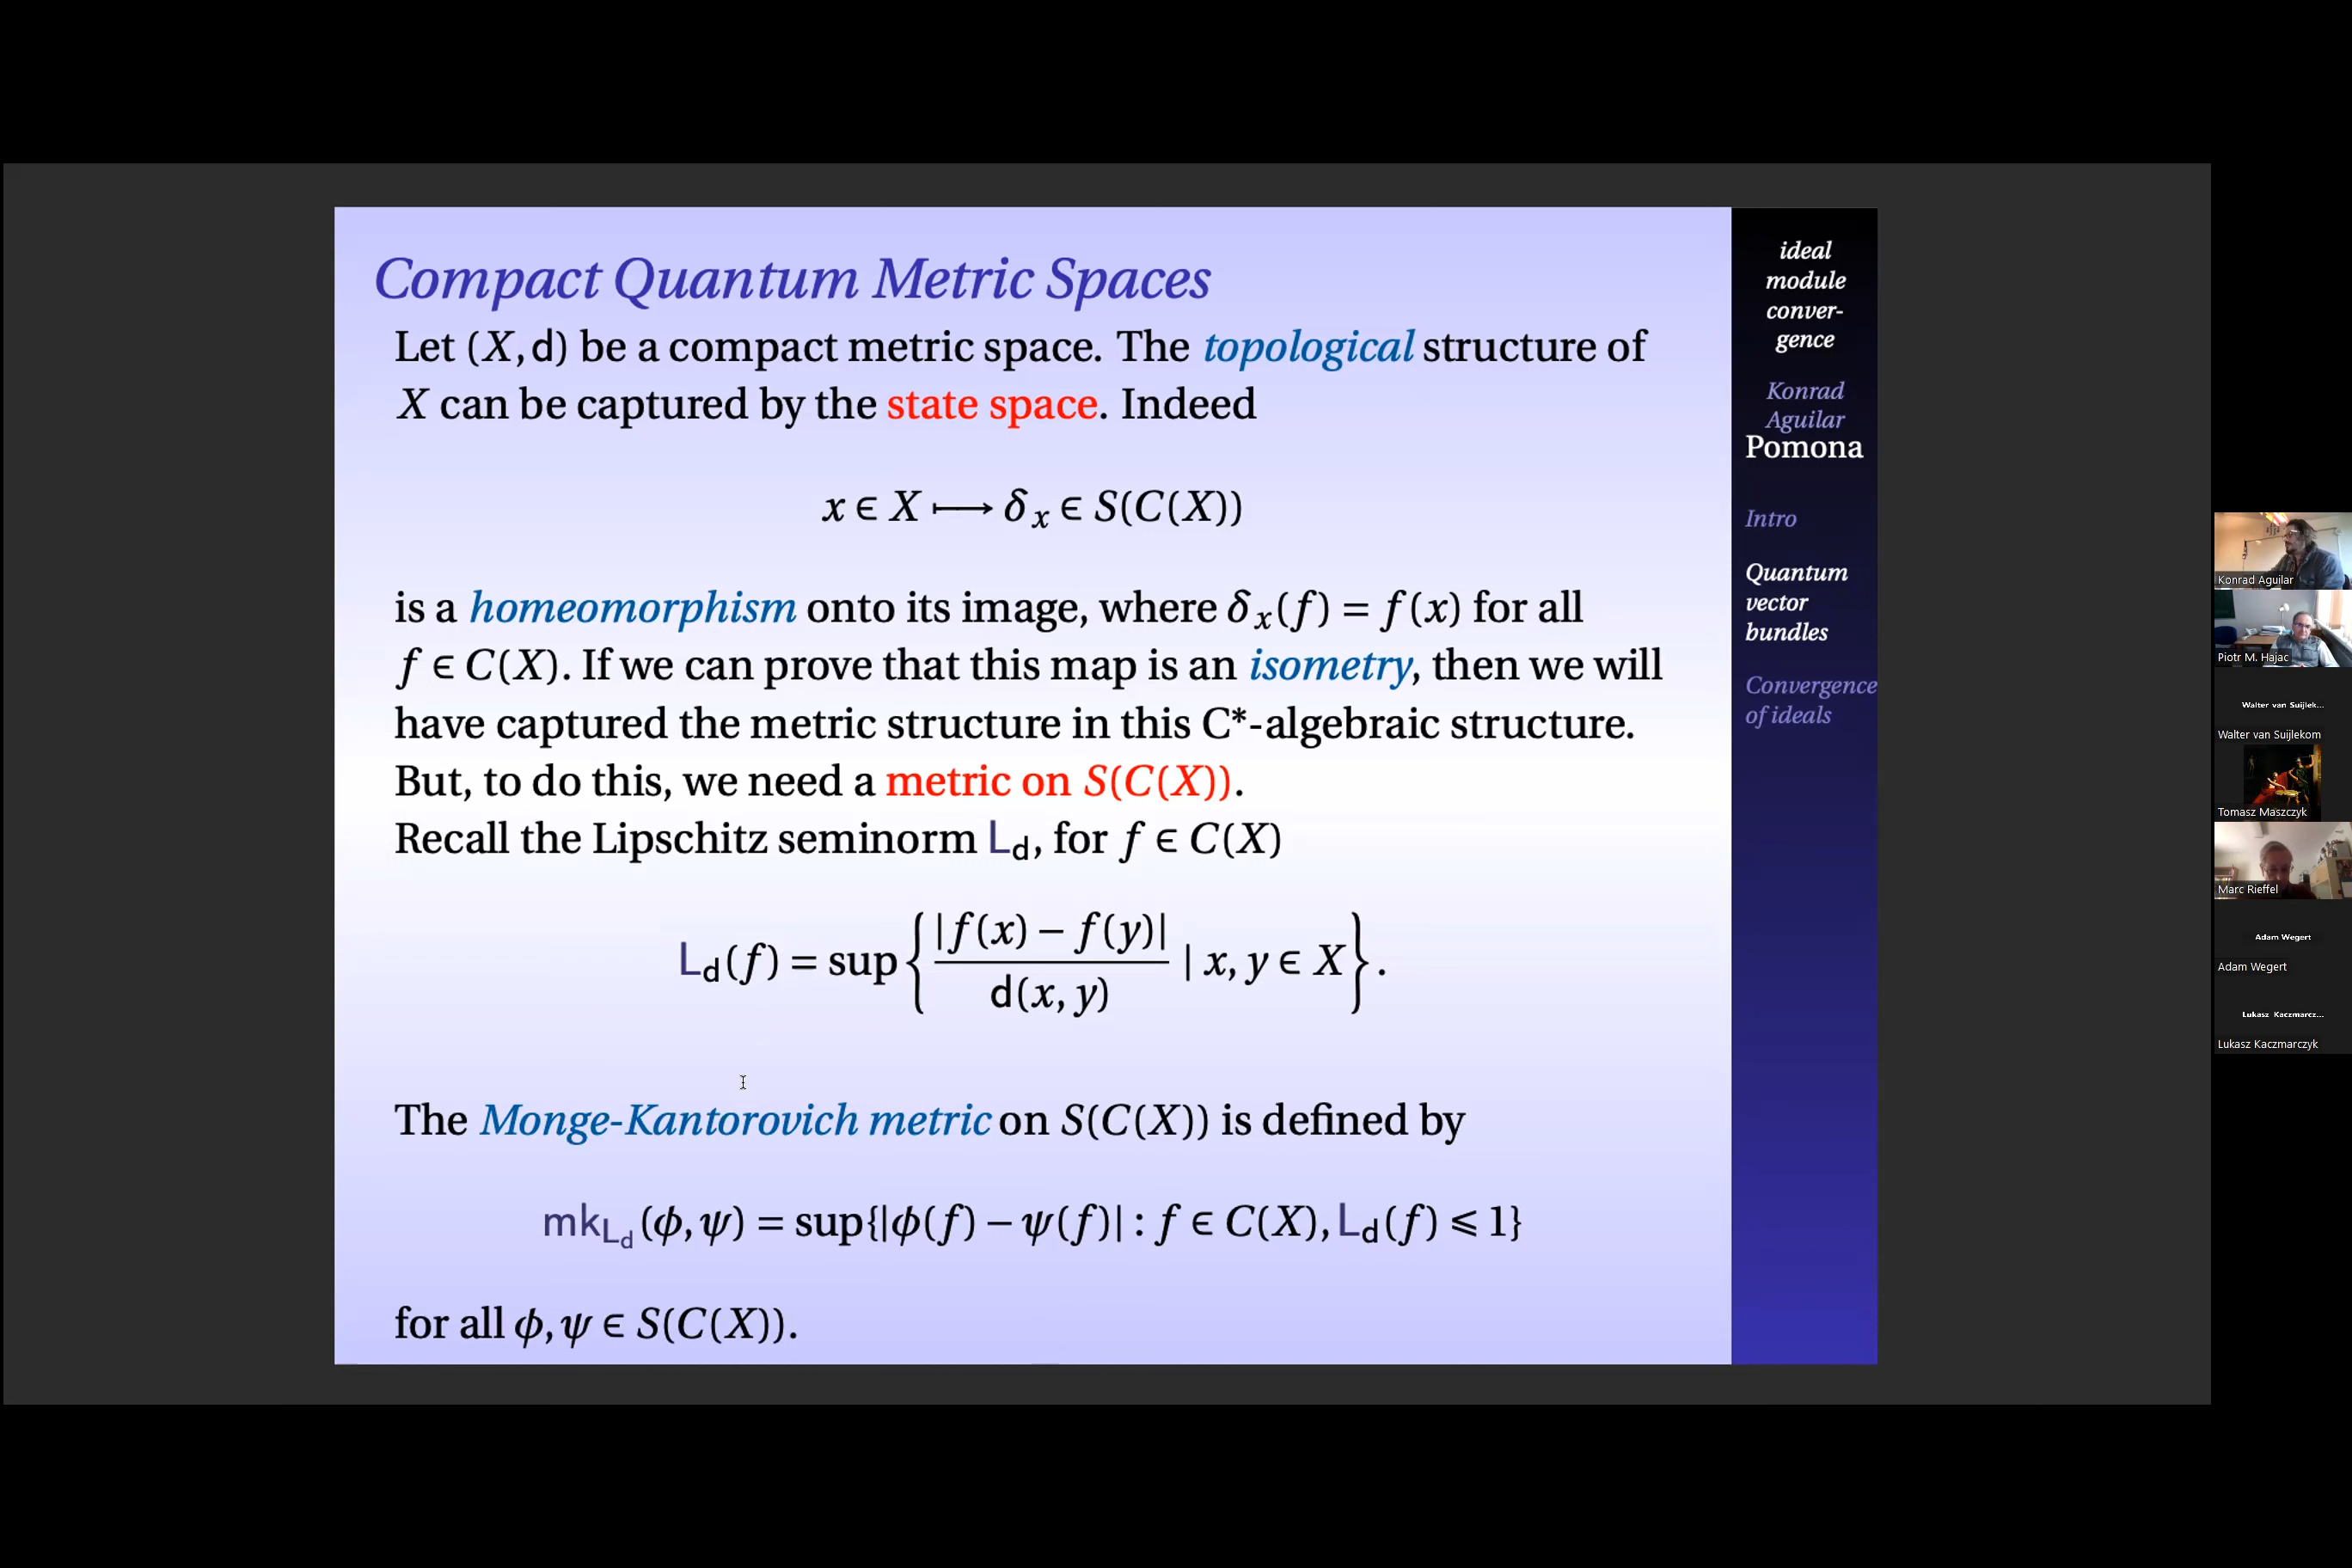 Compact Quantum Metric Spaces
Let (X, d) be a compact metric space. The topological structure of
X can be captured by the state space. Indeed
x ∈ X ⟼ δ_x ∈ S(C(X))
is a homeomorphism onto its image, where δ_x(f) = f(x) for all
f ∈ C(X). If we can prove that this map is an isometry, then we will
have captured the metric structure in this C*-algebraic structure.
But, to do this, we need a metric on S(C(X)).
Recall the Lipschitz seminorm L_d, for f ∈ C(X)
L_d(f) = sup { |f(x) − f(y)| / d(x, y) | x, y ∈ X } .
The Monge-Kantorovich metric on S(C(X)) is defined by
mk_{L_d}(ϕ, ψ) = sup{|ϕ(f) − ψ(f)| : f ∈ C(X), L_d(f) ⩽ 1}
for all ϕ, ψ ∈ S(C(X)).
ideal
module
conver-
gence
Konrad
Aguilar
Pomona
Intro
Quantum
vector
bundles
Convergence
of ideals
Konrad Aguilar
Piotr M. Hajac
Walter van Suijlek...
Walter van Suijlekom
Tomasz Maszczyk
Marc Rieffel
Adam Wegert
Adam Wegert
Lukasz Kaczmarcz...
Lukasz Kaczmarczyk